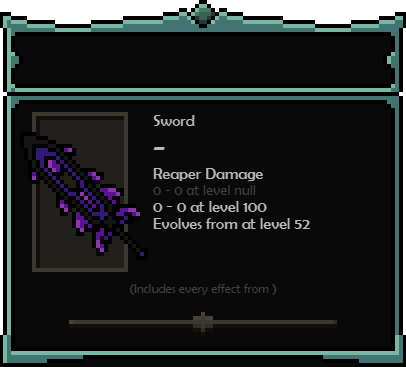 Sword
–
Reaper Damage
0 - 0 at level null
0 - 0 at level 100
Evolves from at level 52
(Includes every effect from )